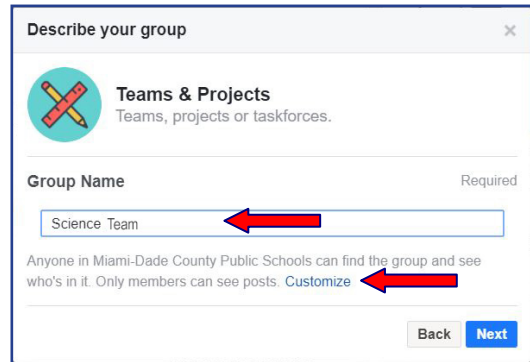 Describe your group ×
Teams & Projects
Teams, projects or taskforces.
Group Name Required
Science Team
Anyone in Miami-Dade County Public Schools can find the group and see
who's in it. Only members can see posts. Customize
Back Next